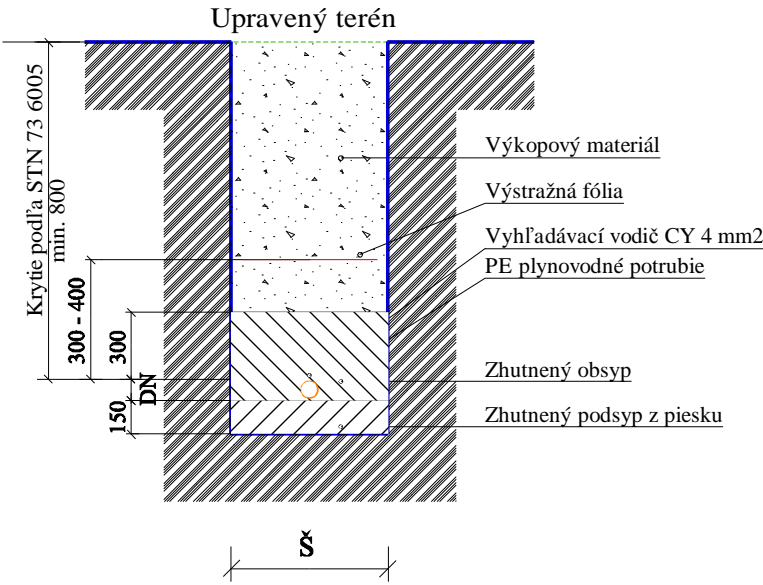 Upravený terén
Krytie podľa STN 73 6005
min. 800
300 - 400
300
DN
150
Výkopový materiál
Výstražná fólia
Vyhľadávací vodič CY 4 mm2
PE plynovodné potrubie
Zhutnený obsyp
Zhutnený podsyp z piesku
Š